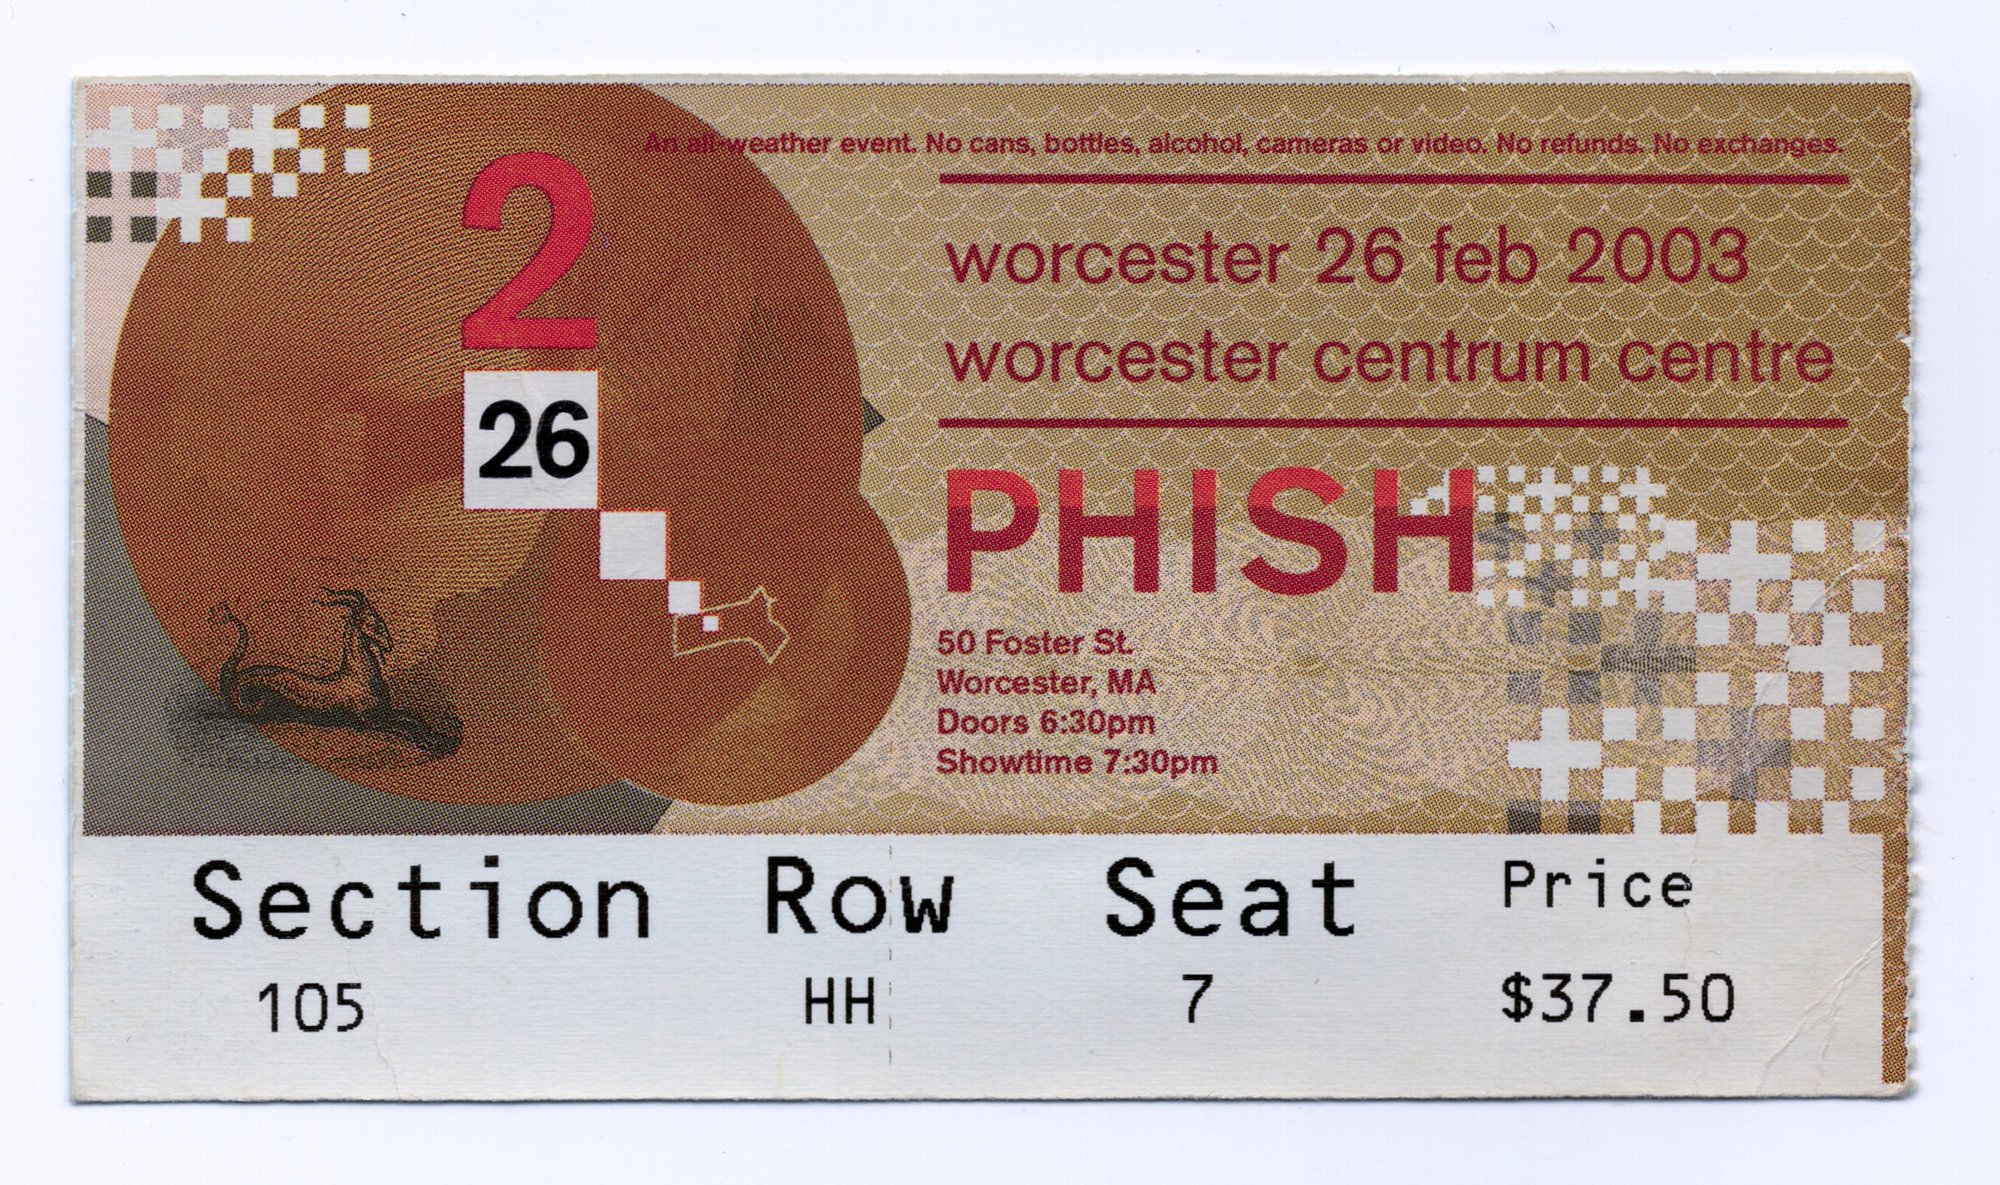 An all-weather event. No cans, bottles, alcohol, cameras or video. No refunds. No exchanges.
2
26
worcester 26 feb 2003
worcester centrum centre
PHISH
50 Foster St.
Worcester, MA
Doors 6:30pm
Showtime 7:30pm
Section Row Seat Price
105 HH 7 $37.50